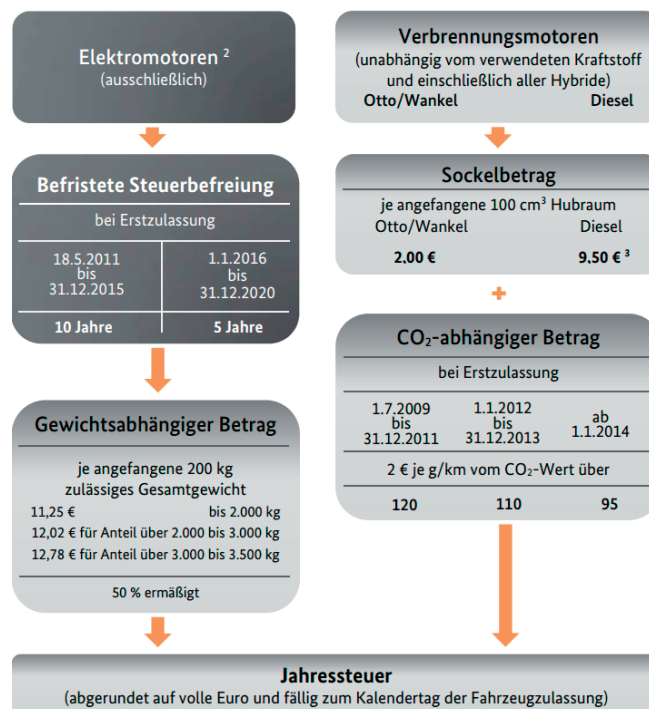 Elektromotoren ²
(ausschließlich)
Befristete Steuerbefreiung
bei Erstzulassung
18.5.2011 1.1.2016
bis bis
31.12.2015 31.12.2020
10 Jahre 5 Jahre
Gewichtsabhängiger Betrag
je angefangene 200 kg
zulässiges Gesamtgewicht
11,25 € bis 2.000 kg
12,02 € für Anteil über 2.000 bis 3.000 kg
12,78 € für Anteil über 3.000 bis 3.500 kg
50 % ermäßigt
Verbrennungsmotoren
(unabhängig vom verwendeten Kraftstoff
und einschließlich aller Hybride)
Otto/Wankel Diesel
Sockelbetrag
je angefangene 100 cm³ Hubraum
Otto/Wankel Diesel
2,00 € 9,50 € ³
+
CO₂-abhängiger Betrag
bei Erstzulassung
1.7.2009 1.1.2012 ab
bis bis 1.1.2014
31.12.2011 31.12.2013
2 € je g/km vom CO₂-Wert über
120 110 95
Jahressteuer
(abgerundet auf volle Euro und fällig zum Kalendertag der Fahrzeugzulassung)